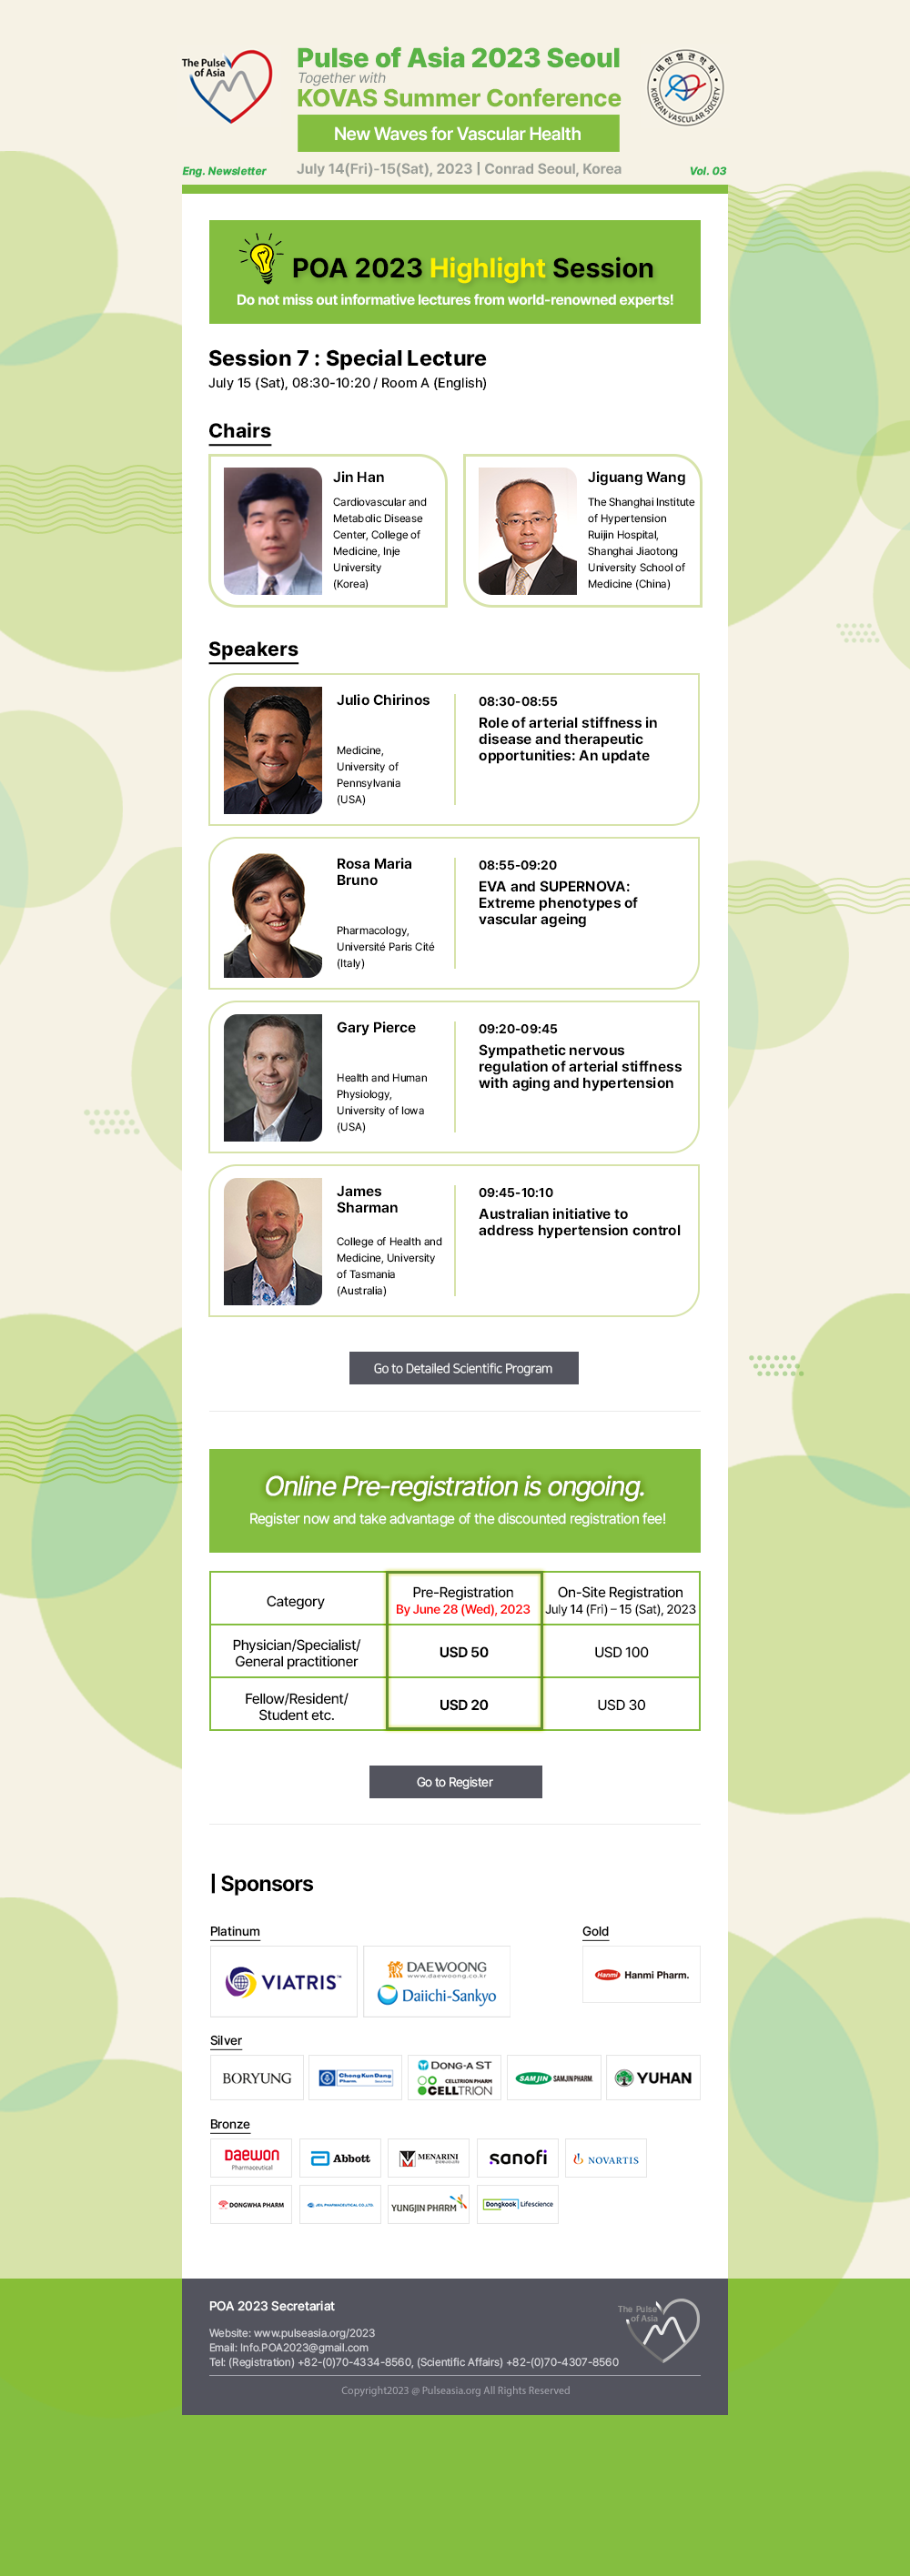 The Pulse
of Asia
Pulse of Asia 2023 Seoul
Together with
KOVAS Summer Conference
New Waves for Vascular Health
대한혈관학회
KOREAN VASCULAR SOCIETY
Eng. Newsletter
July 14(Fri)-15(Sat), 2023 | Conrad Seoul, Korea
Vol. 03
POA 2023 Highlight Session
Do not miss out informative lectures from world-renowned experts!
Session 7 : Special Lecture
July 15 (Sat), 08:30-10:20 / Room A (English)
Chairs
Jin Han
Cardiovascular and
Metabolic Disease
Center, College of
Medicine, Inje
University
(Korea)
Jiguang Wang
The Shanghai Institute
of Hypertension
Ruijin Hospital,
Shanghai Jiaotong
University School of
Medicine (China)
Speakers
Julio Chirinos
Medicine,
University of
Pennsylvania
(USA)
08:30-08:55
Role of arterial stiffness in
disease and therapeutic
opportunities: An update
Rosa Maria
Bruno
Pharmacology,
Université Paris Cité
(Italy)
08:55-09:20
EVA and SUPERNOVA:
Extreme phenotypes of
vascular ageing
Gary Pierce
Health and Human
Physiology,
University of Iowa
(USA)
09:20-09:45
Sympathetic nervous
regulation of arterial stiffness
with aging and hypertension
James
Sharman
College of Health and
Medicine, University
of Tasmania
(Australia)
09:45-10:10
Australian initiative to
address hypertension control
Go to Detailed Scientific Program
Online Pre-registration is ongoing.
Register now and take advantage of the discounted registration fee!
Category
Pre-Registration
By June 28 (Wed), 2023
On-Site Registration
July 14 (Fri) – 15 (Sat), 2023
Physician/Specialist/
General practitioner
USD 50
USD 100
Fellow/Resident/
Student etc.
USD 20
USD 30
Go to Register
Sponsors
Platinum
Gold
VIATRIS™
DAEWOONG
www.daewoong.co.kr
Daiichi-Sankyo
Hanmi Hanmi Pharm.
Silver
BORYUNG
ChongKunDang
Pharm.
DONG-A ST
CELLTRION PHARM
CELLTRION
SAMJIN SAMJIN PHARM.
YUHAN
Bronze
Daewon
Pharmaceutical
Abbott
MENARINI
sanofi
NOVARTIS
DONGWHA PHARM
JEIL PHARMACEUTICAL CO.,LTD.
YUNGJIN PHARM
Dongkook Lifescience
POA 2023 Secretariat
Website: www.pulseasia.org/2023
Email: Info.POA2023@gmail.com
Tel: (Registration) +82-(0)70-4334-8560, (Scientific Affairs) +82-(0)70-4307-8560
The Pulse
of Asia
Copyright2023 @ Pulseasia.org All Rights Reserved